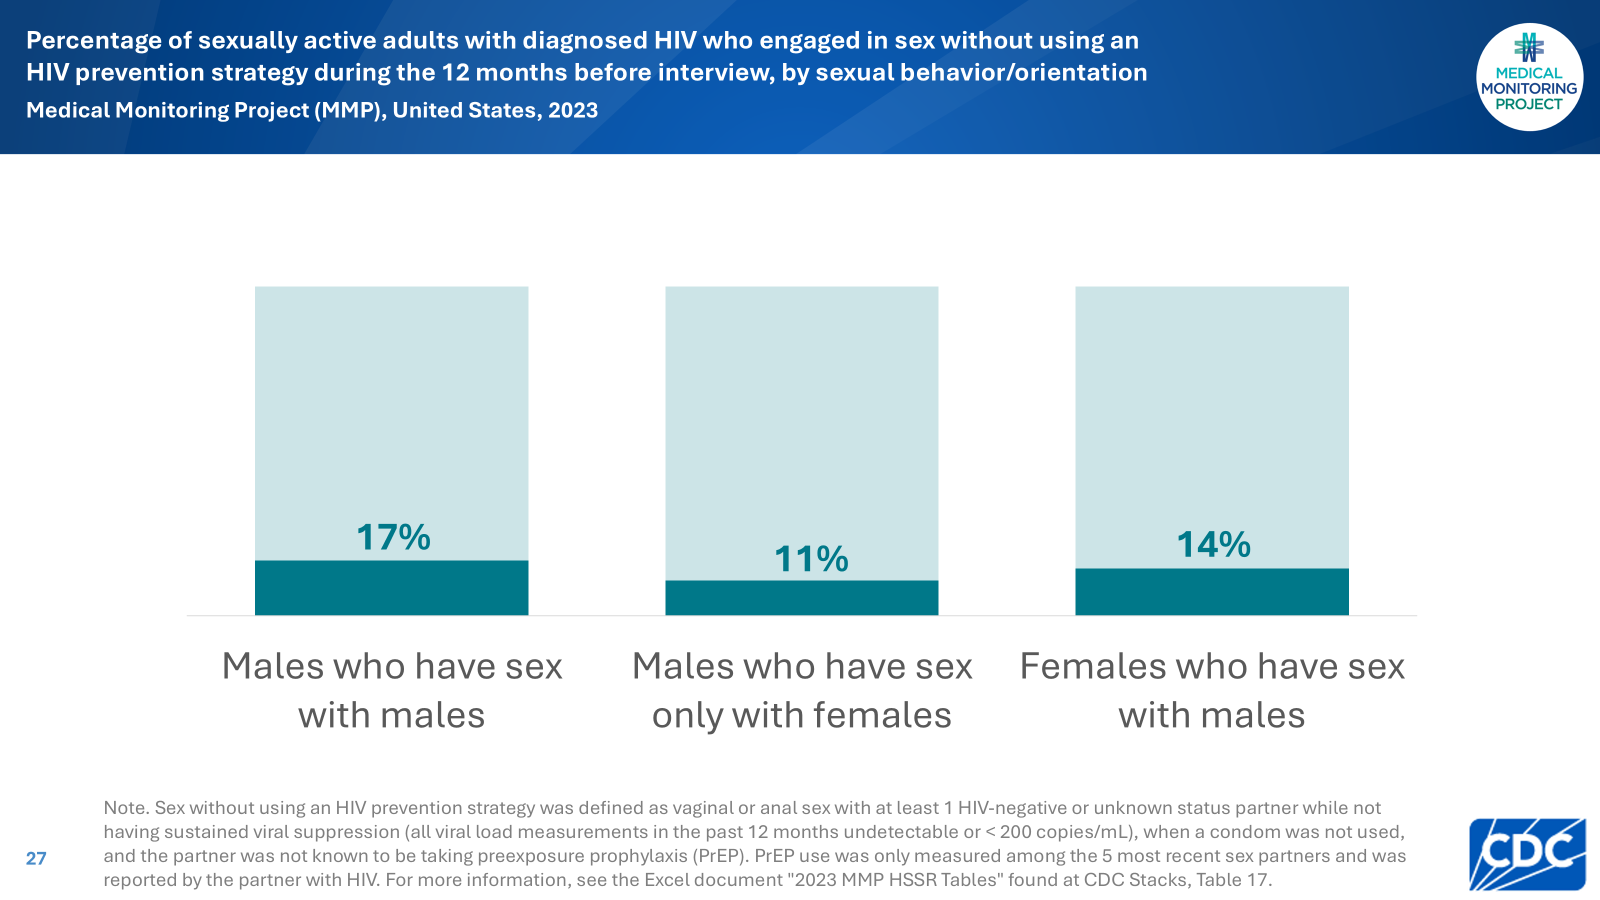 Percentage of sexually active adults with diagnosed HIV who engaged in sex without using an
HIV prevention strategy during the 12 months before interview, by sexual behavior/orientation
Medical Monitoring Project (MMP), United States, 2023
MEDICAL
MONITORING
PROJECT
17%
11%
14%
Males who have sex
with males
Males who have sex
only with females
Females who have sex
with males
Note. Sex without using an HIV prevention strategy was defined as vaginal or anal sex with at least 1 HIV-negative or unknown status partner while not
having sustained viral suppression (all viral load measurements in the past 12 months undetectable or < 200 copies/mL), when a condom was not used,
and the partner was not known to be taking preexposure prophylaxis (PrEP). PrEP use was only measured among the 5 most recent sex partners and was
reported by the partner with HIV. For more information, see the Excel document "2023 MMP HSSR Tables" found at CDC Stacks, Table 17.
27
CDC